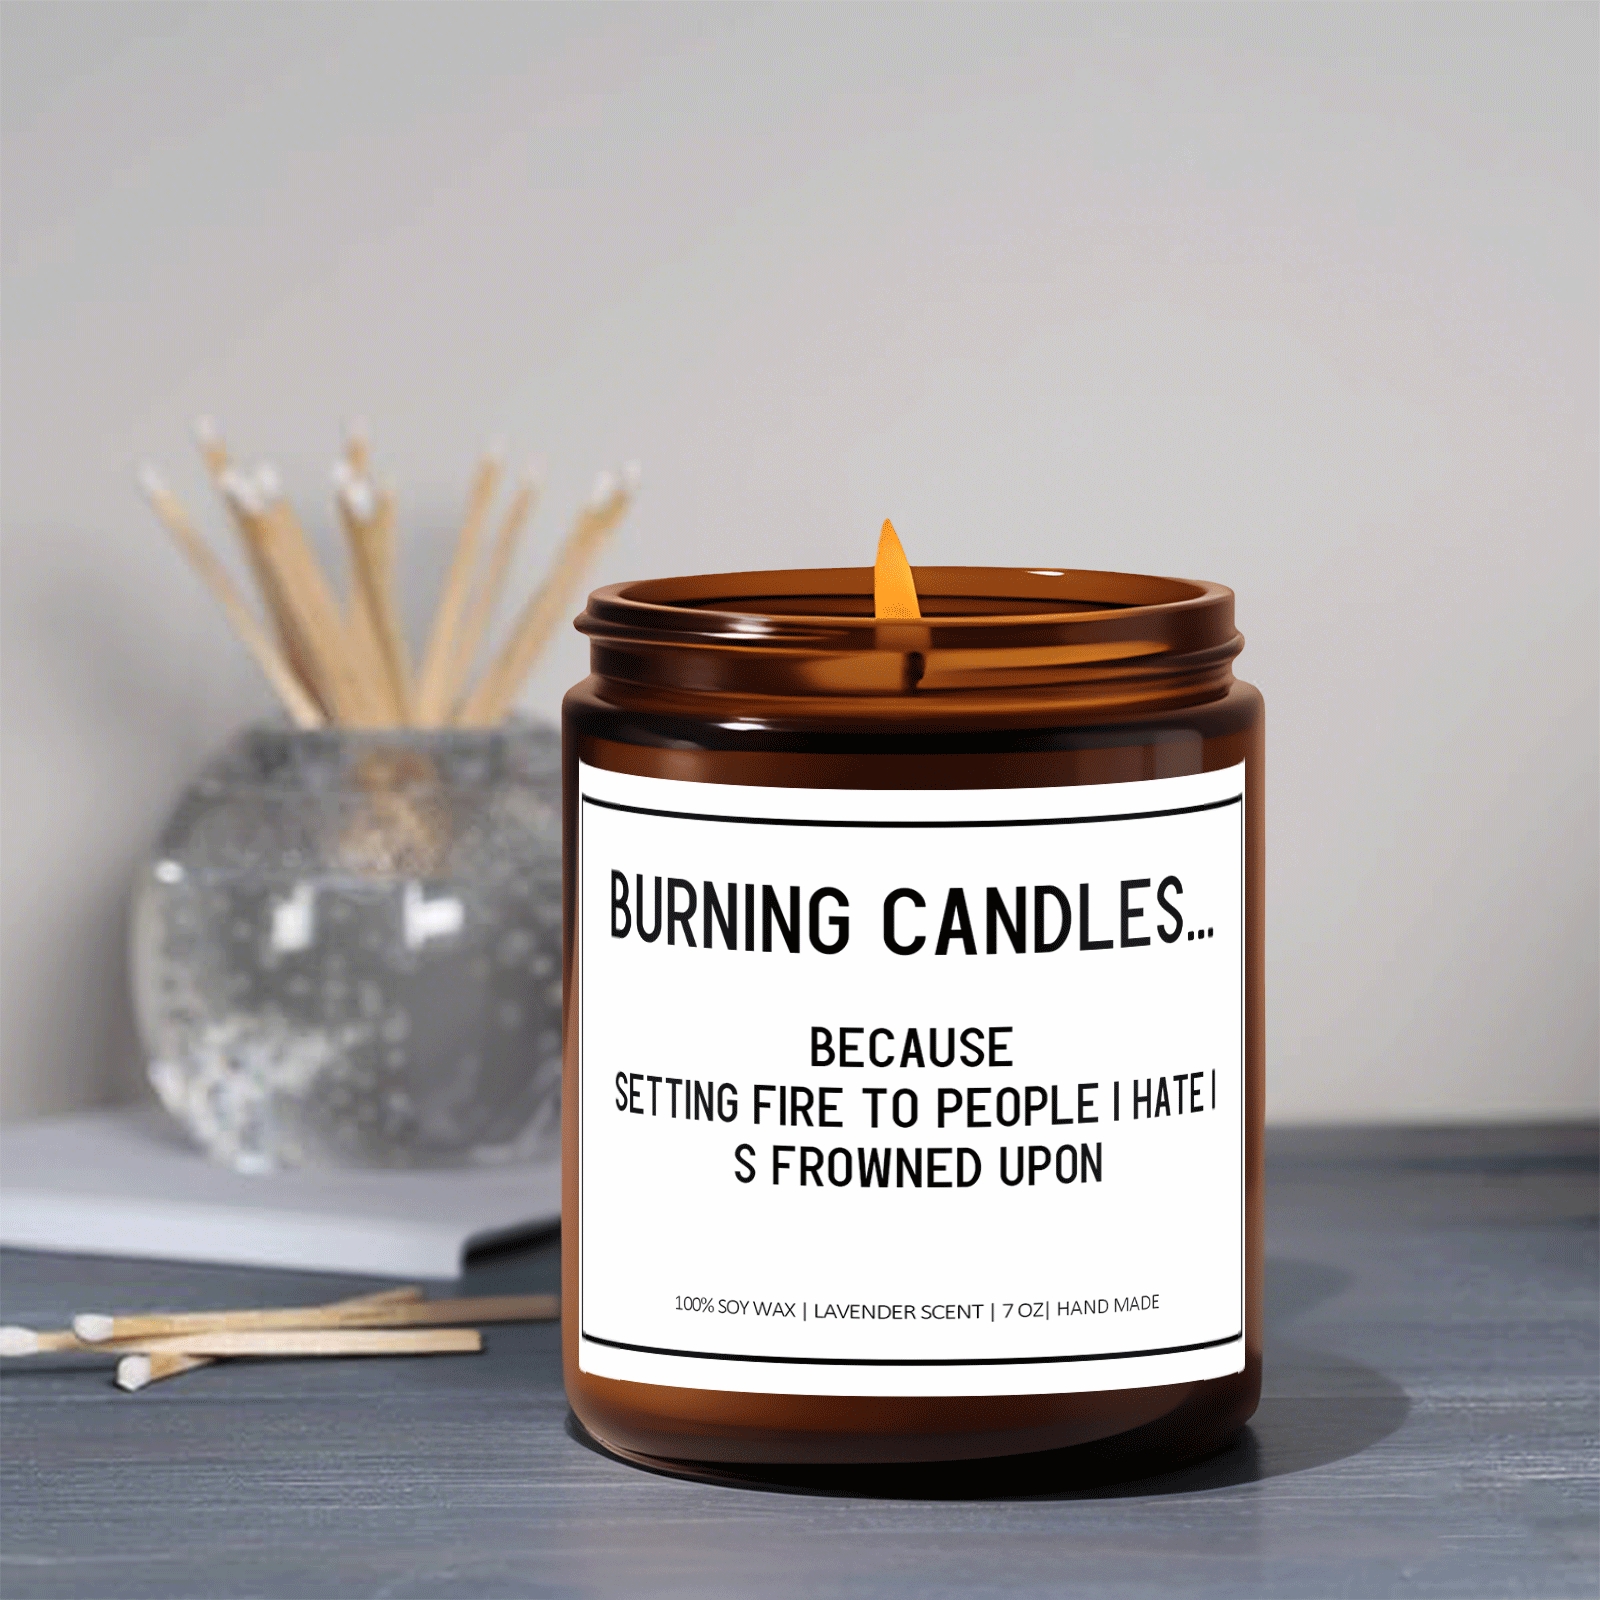 BURNING CANDLES...
BECAUSE
SETTING FIRE TO PEOPLE I HATE I
S FROWNED UPON
100% SOY WAX | LAVENDER SCENT | 7 OZ| HAND MADE